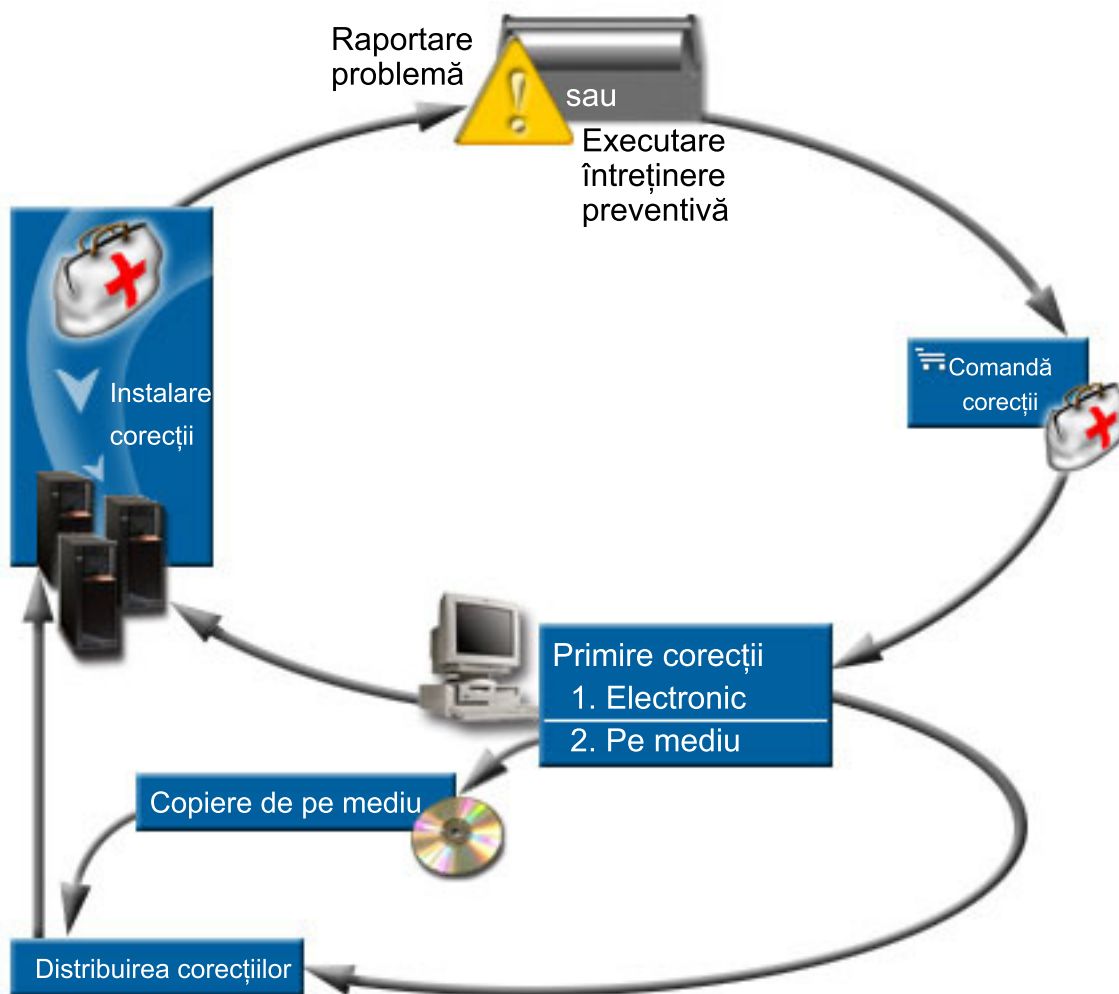 Raportare
problemă
sau
Executare
întreținere
preventivă
Comandă
corecții
Instalare
corecții
Primire corecții
1. Electronic
2. Pe mediu
Copiere de pe mediu
Distribuirea corecțiilor